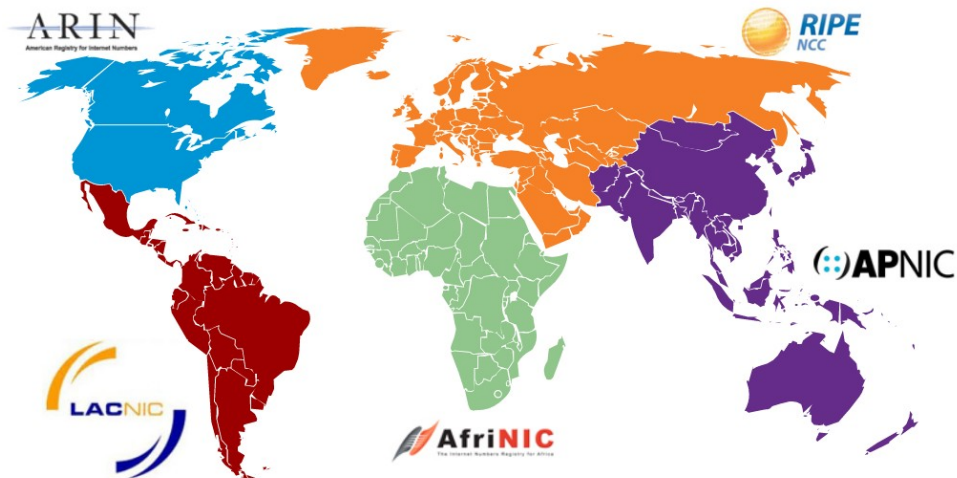 ARIN
American Registry for Internet Numbers
RIPE
NCC
APNIC
LACNIC
AfriNIC
The Internet Numbers Registry for Africa